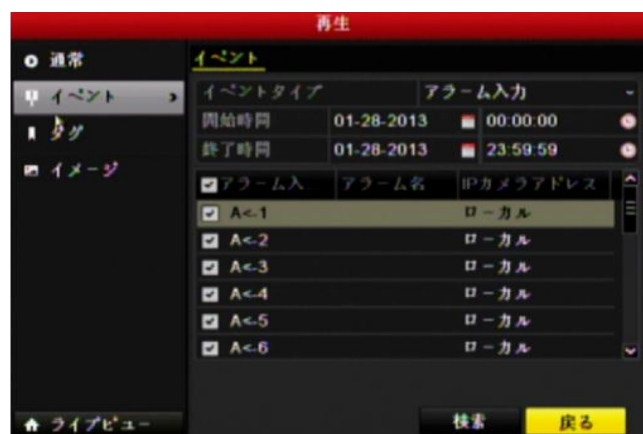 再生
通常
イベント
タグ
イメージ
ライブビュー
イベント
イベントタイプ アラーム入力
開始時間 01-28-2013 00:00:00
終了時間 01-28-2013 23:59:59
アラーム入 アラーム名 IPカメラアドレス
A<-1 ローカル
A<-2 ローカル
A<-3 ローカル
A<-4 ローカル
A<-5 ローカル
A<-6 ローカル
検索 戻る